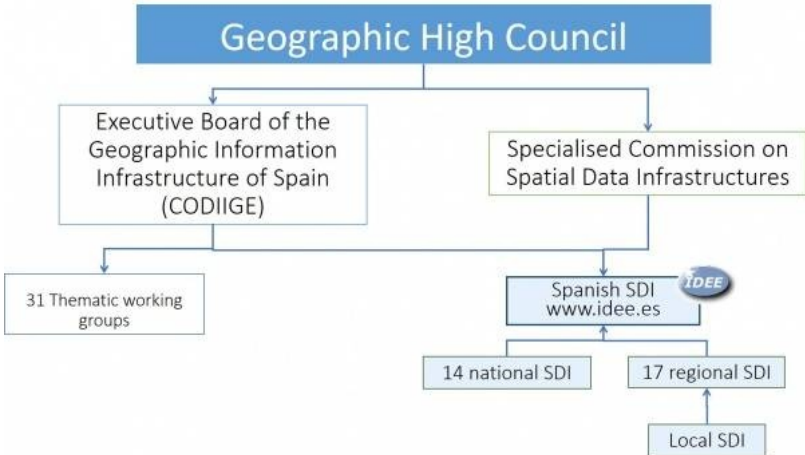 Geographic High Council
Executive Board of the
Geographic Information
Infrastructure of Spain
(CODIIGE)
Specialised Commission on
Spatial Data Infrastructures
31 Thematic working
groups
Spanish SDI
www.idee.es
IDEE
14 national SDI
17 regional SDI
Local SDI